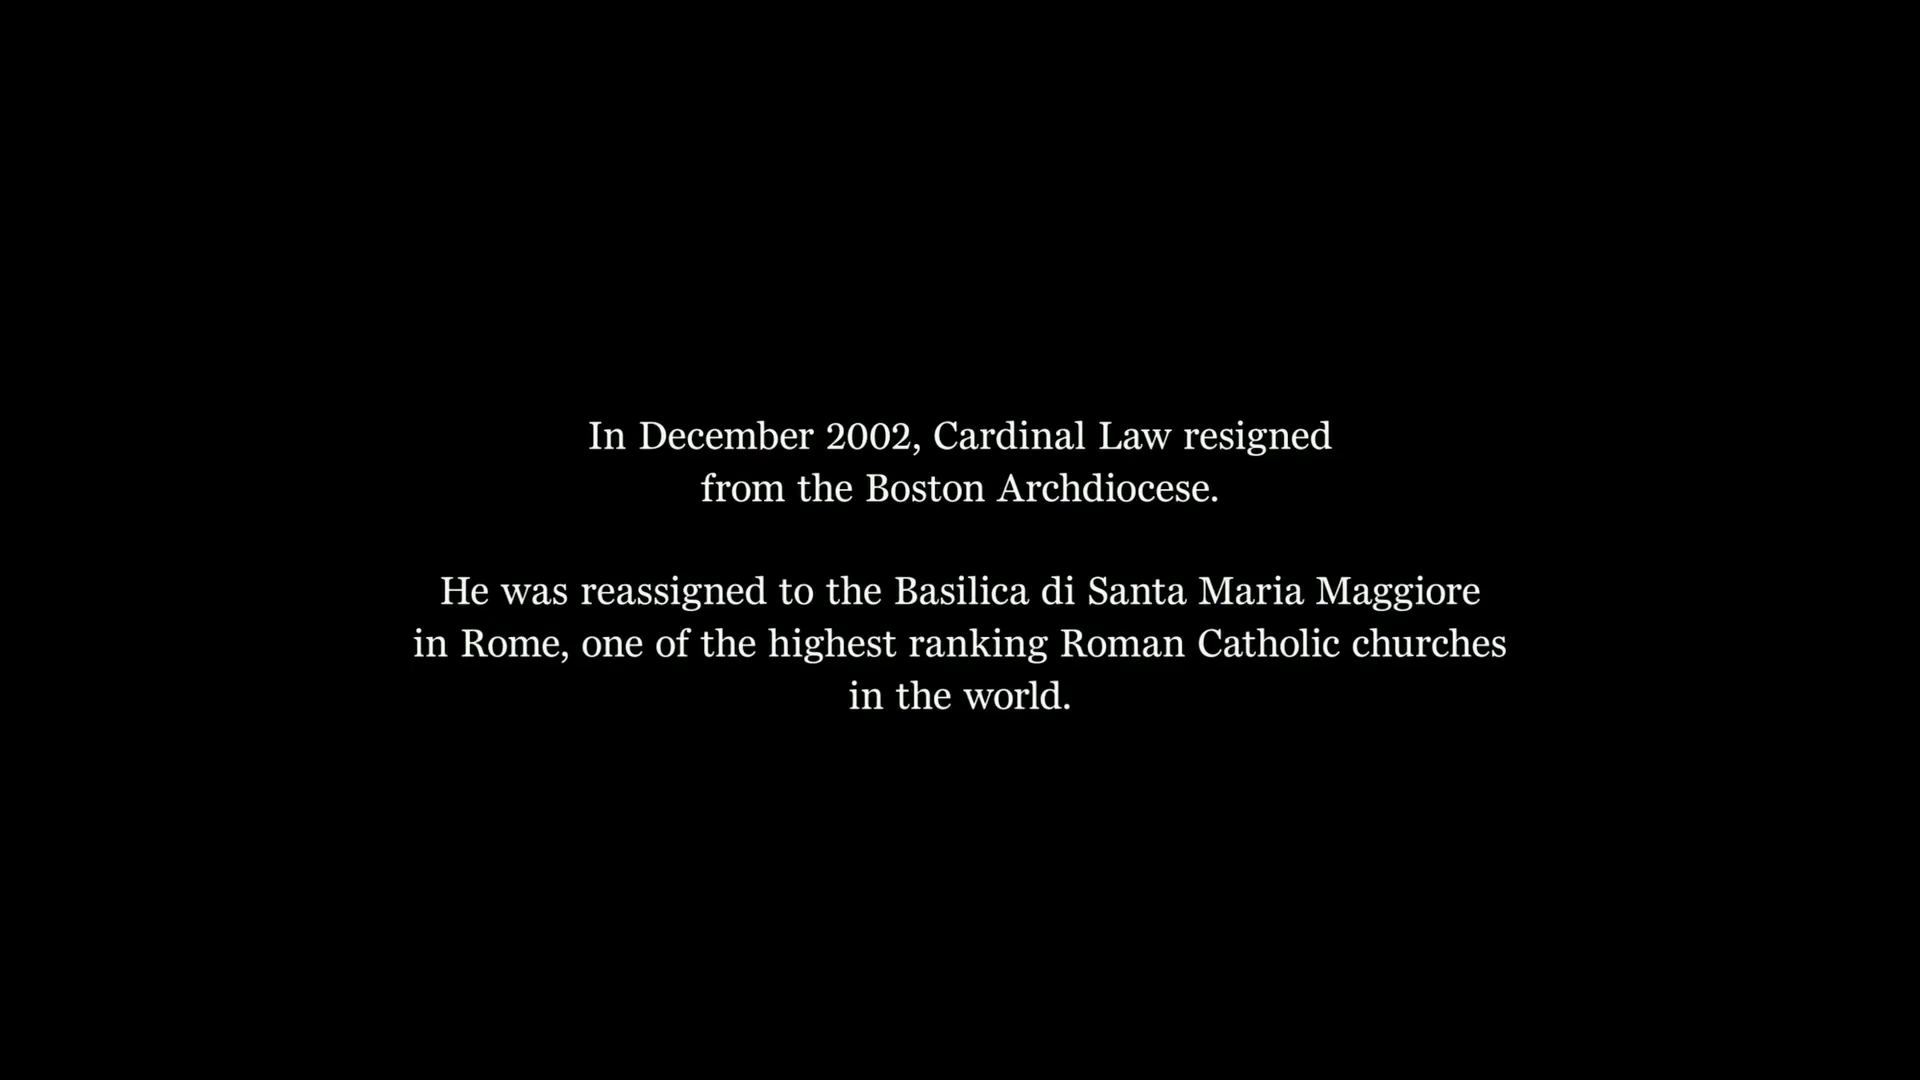 In December 2002, Cardinal Law resigned
from the Boston Archdiocese.
He was reassigned to the Basilica di Santa Maria Maggiore
in Rome, one of the highest ranking Roman Catholic churches
in the world.